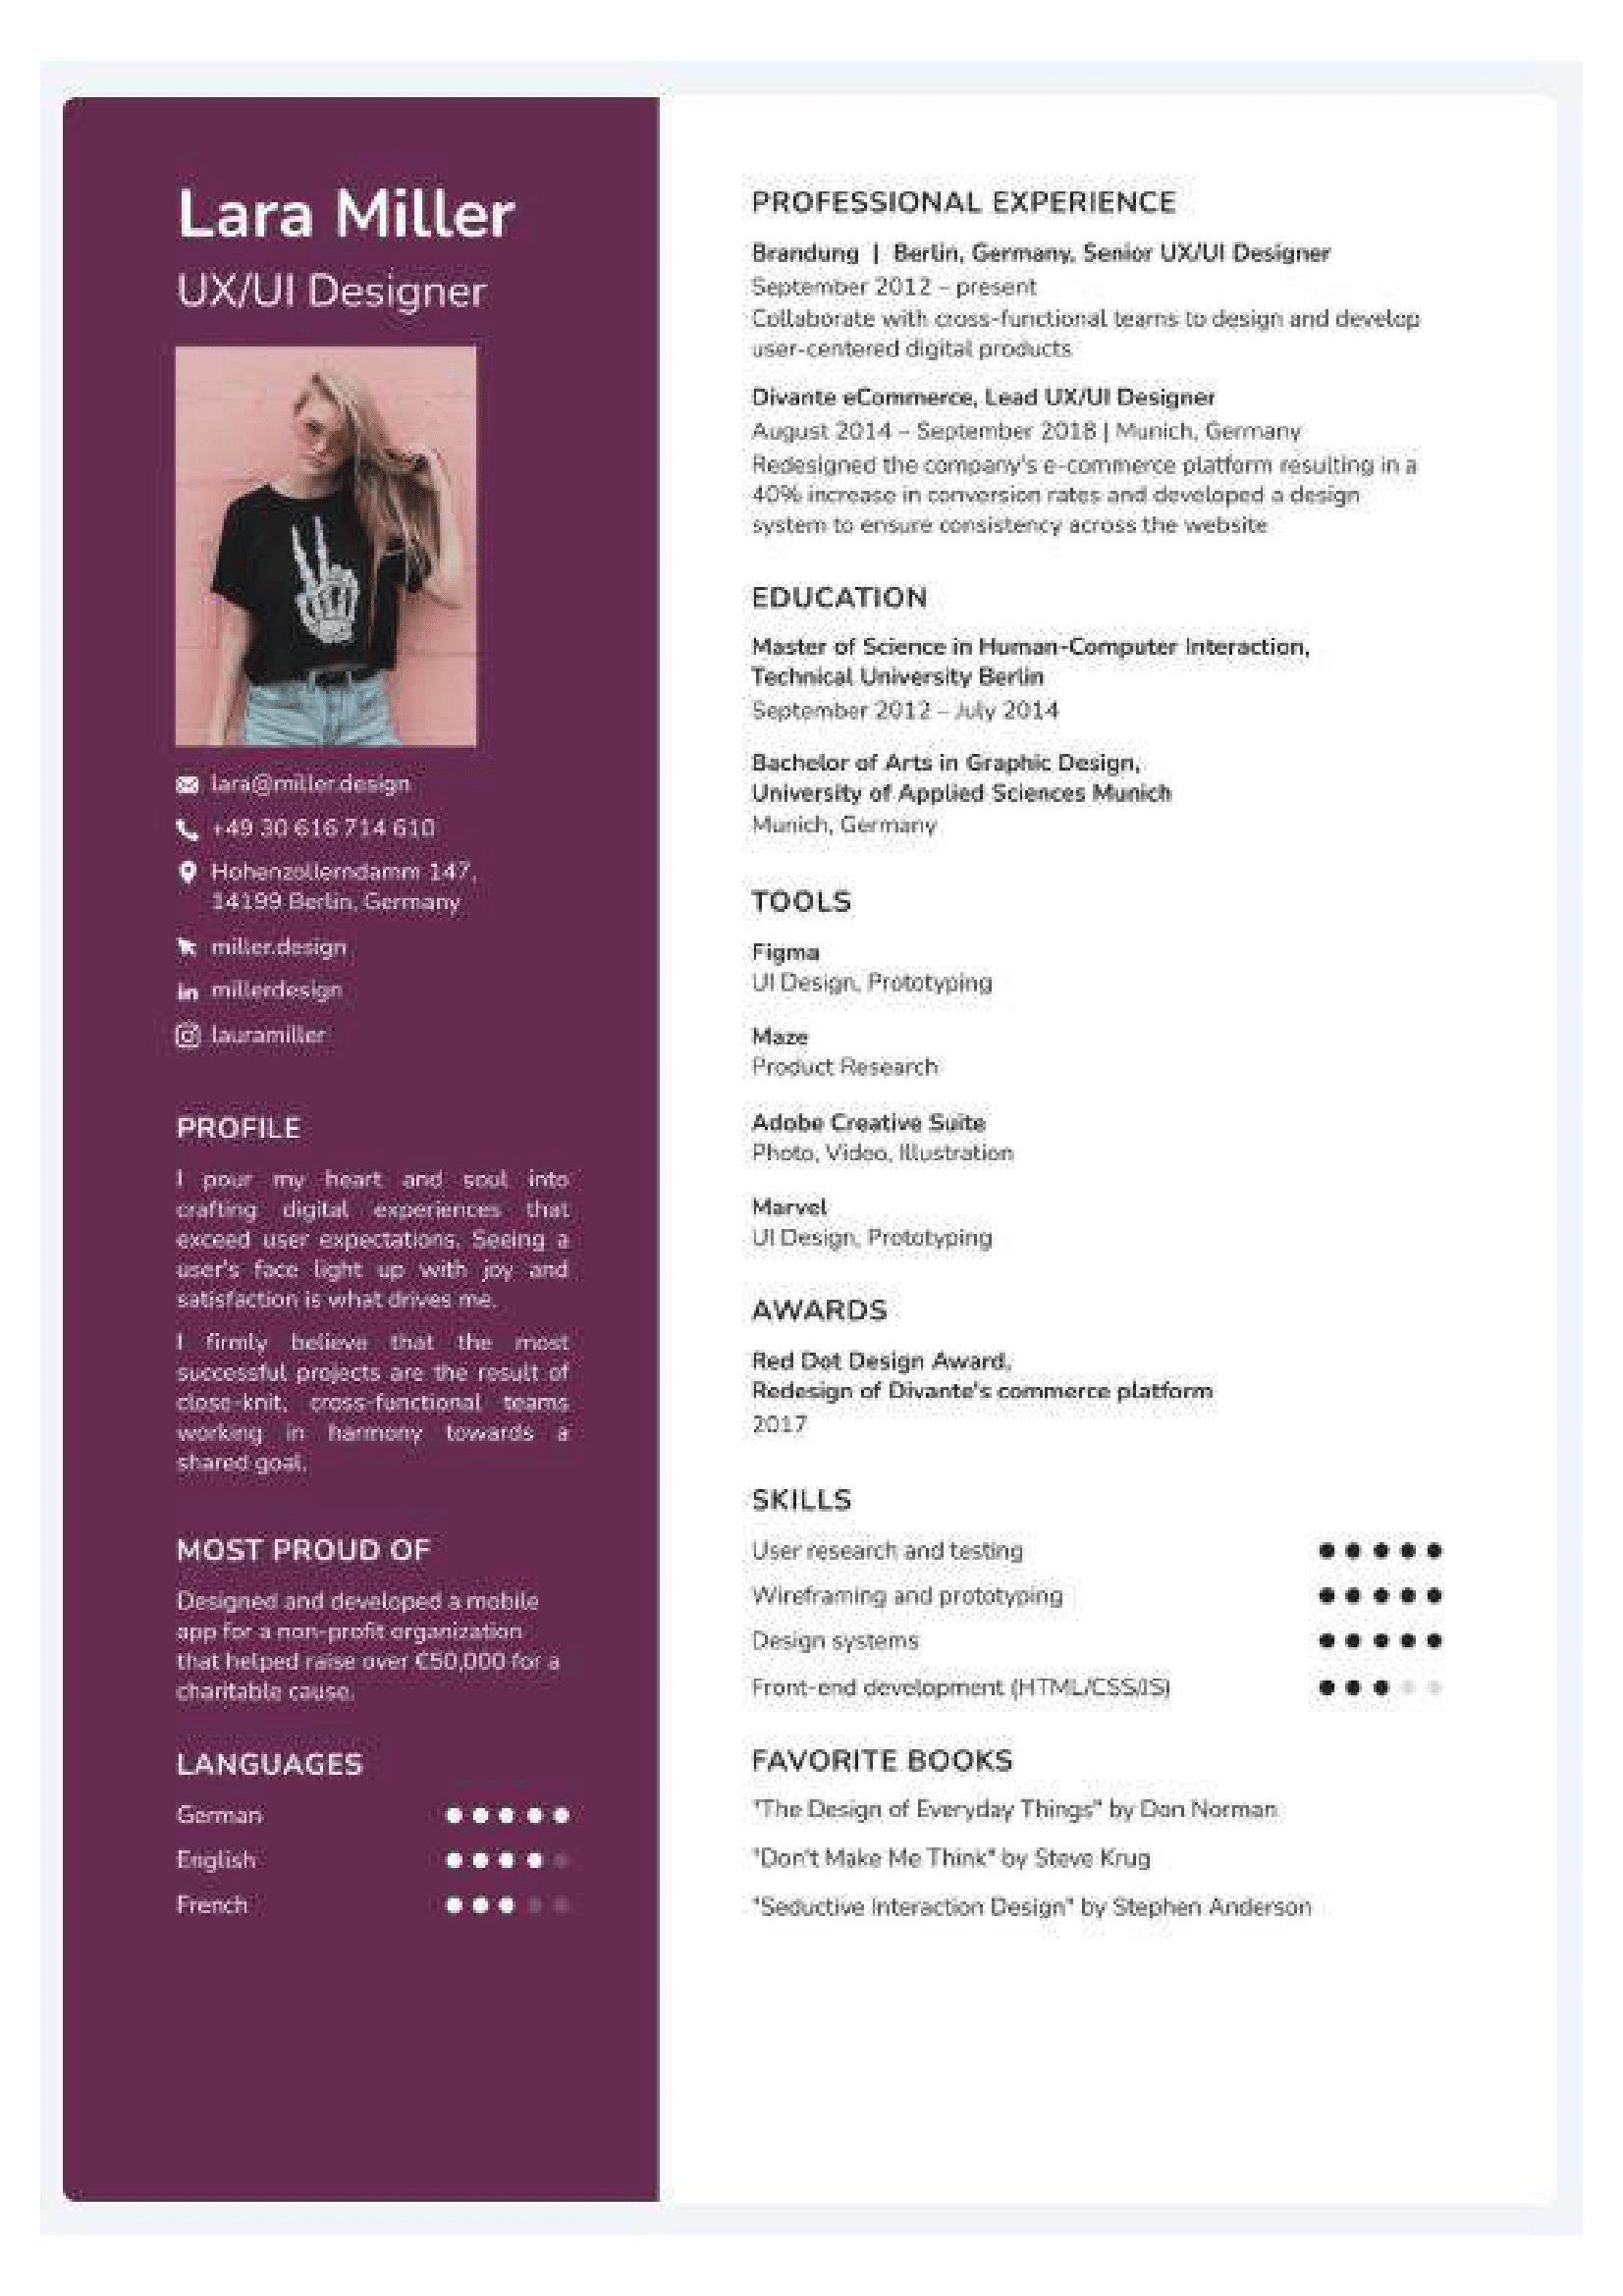 Lara Miller
UX/UI Designer
lara@miller.design
+49 30 616 714 610
Hohenzollerndamm 147,
14199 Berlin, Germany
miller.design
in millerdesign
lauramiller
PROFILE
I pour my heart and soul into
crafting digital experiences that
exceed user expectations. Seeing a
user's face light up with joy and
satisfaction is what drives me.
I firmly believe that the most
successful projects are the result of
close-knit, cross-functional teams
working in harmony towards a
shared goal.
MOST PROUD OF
Designed and developed a mobile
app for a non-profit organization
that helped raise over €50,000 for a
charitable cause.
LANGUAGES
German
English
French
PROFESSIONAL EXPERIENCE
Brandung | Berlin, Germany, Senior UX/UI Designer
September 2012 – present
Collaborate with cross-functional teams to design and develop
user-centered digital products
Divante eCommerce, Lead UX/UI Designer
August 2014 – September 2018 | Munich, Germany
Redesigned the company's e-commerce platform resulting in a
40% increase in conversion rates and developed a design
system to ensure consistency across the website
EDUCATION
Master of Science in Human-Computer Interaction,
Technical University Berlin
September 2012 – July 2014
Bachelor of Arts in Graphic Design,
University of Applied Sciences Munich
Munich, Germany
TOOLS
Figma
UI Design, Prototyping
Maze
Product Research
Adobe Creative Suite
Photo, Video, Illustration
Marvel
UI Design, Prototyping
AWARDS
Red Dot Design Award,
Redesign of Divante's commerce platform
2017
SKILLS
User research and testing
Wireframing and prototyping
Design systems
Front-end development (HTML/CSS/JS)
FAVORITE BOOKS
"The Design of Everyday Things" by Don Norman
"Don't Make Me Think" by Steve Krug
"Seductive Interaction Design" by Stephen Anderson